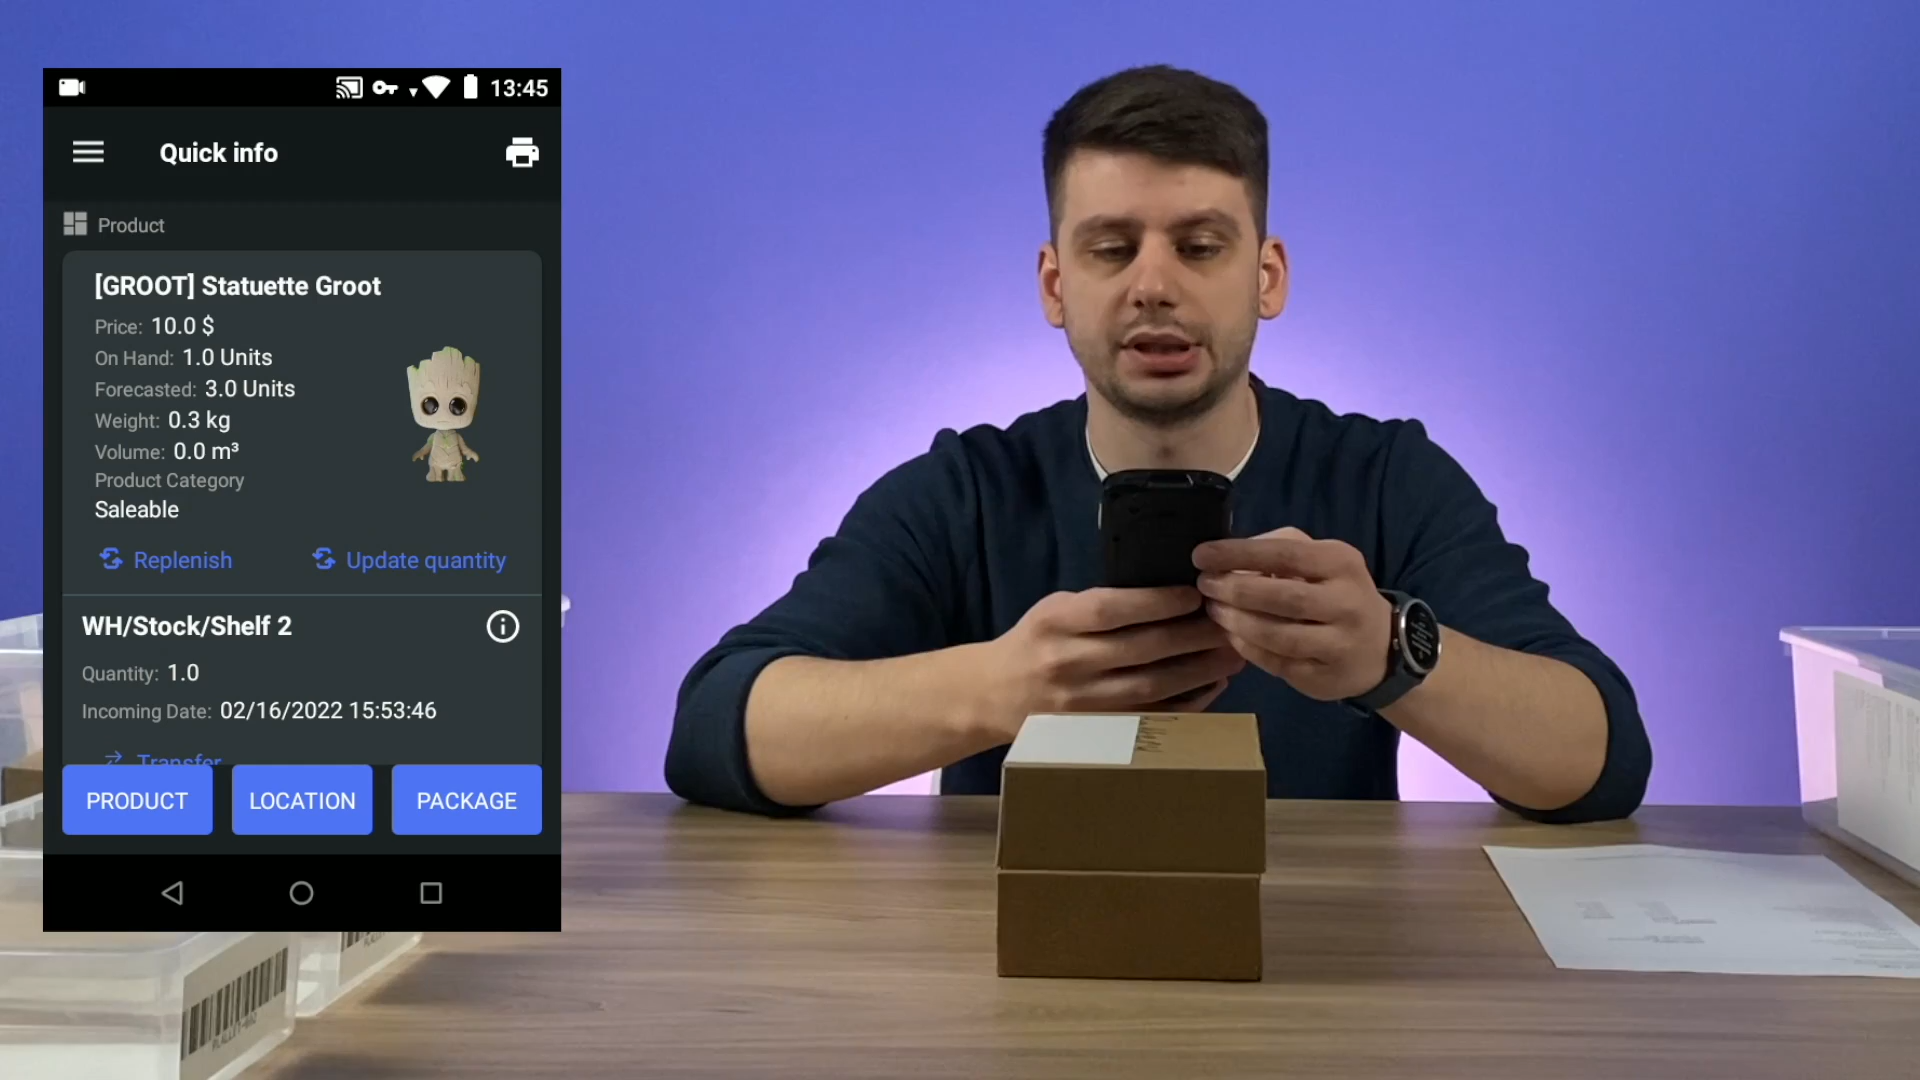 13:45
Quick info
Product
[GROOT] Statuette Groot
Price: 10.0 $
On Hand: 1.0 Units
Forecasted: 3.0 Units
Weight: 0.3 kg
Volume: 0.0 m³
Product Category
Saleable
Replenish Update quantity
WH/Stock/Shelf 2
Quantity: 1.0
Incoming Date: 02/16/2022 15:53:46
Transfer
PRODUCT LOCATION PACKAGE